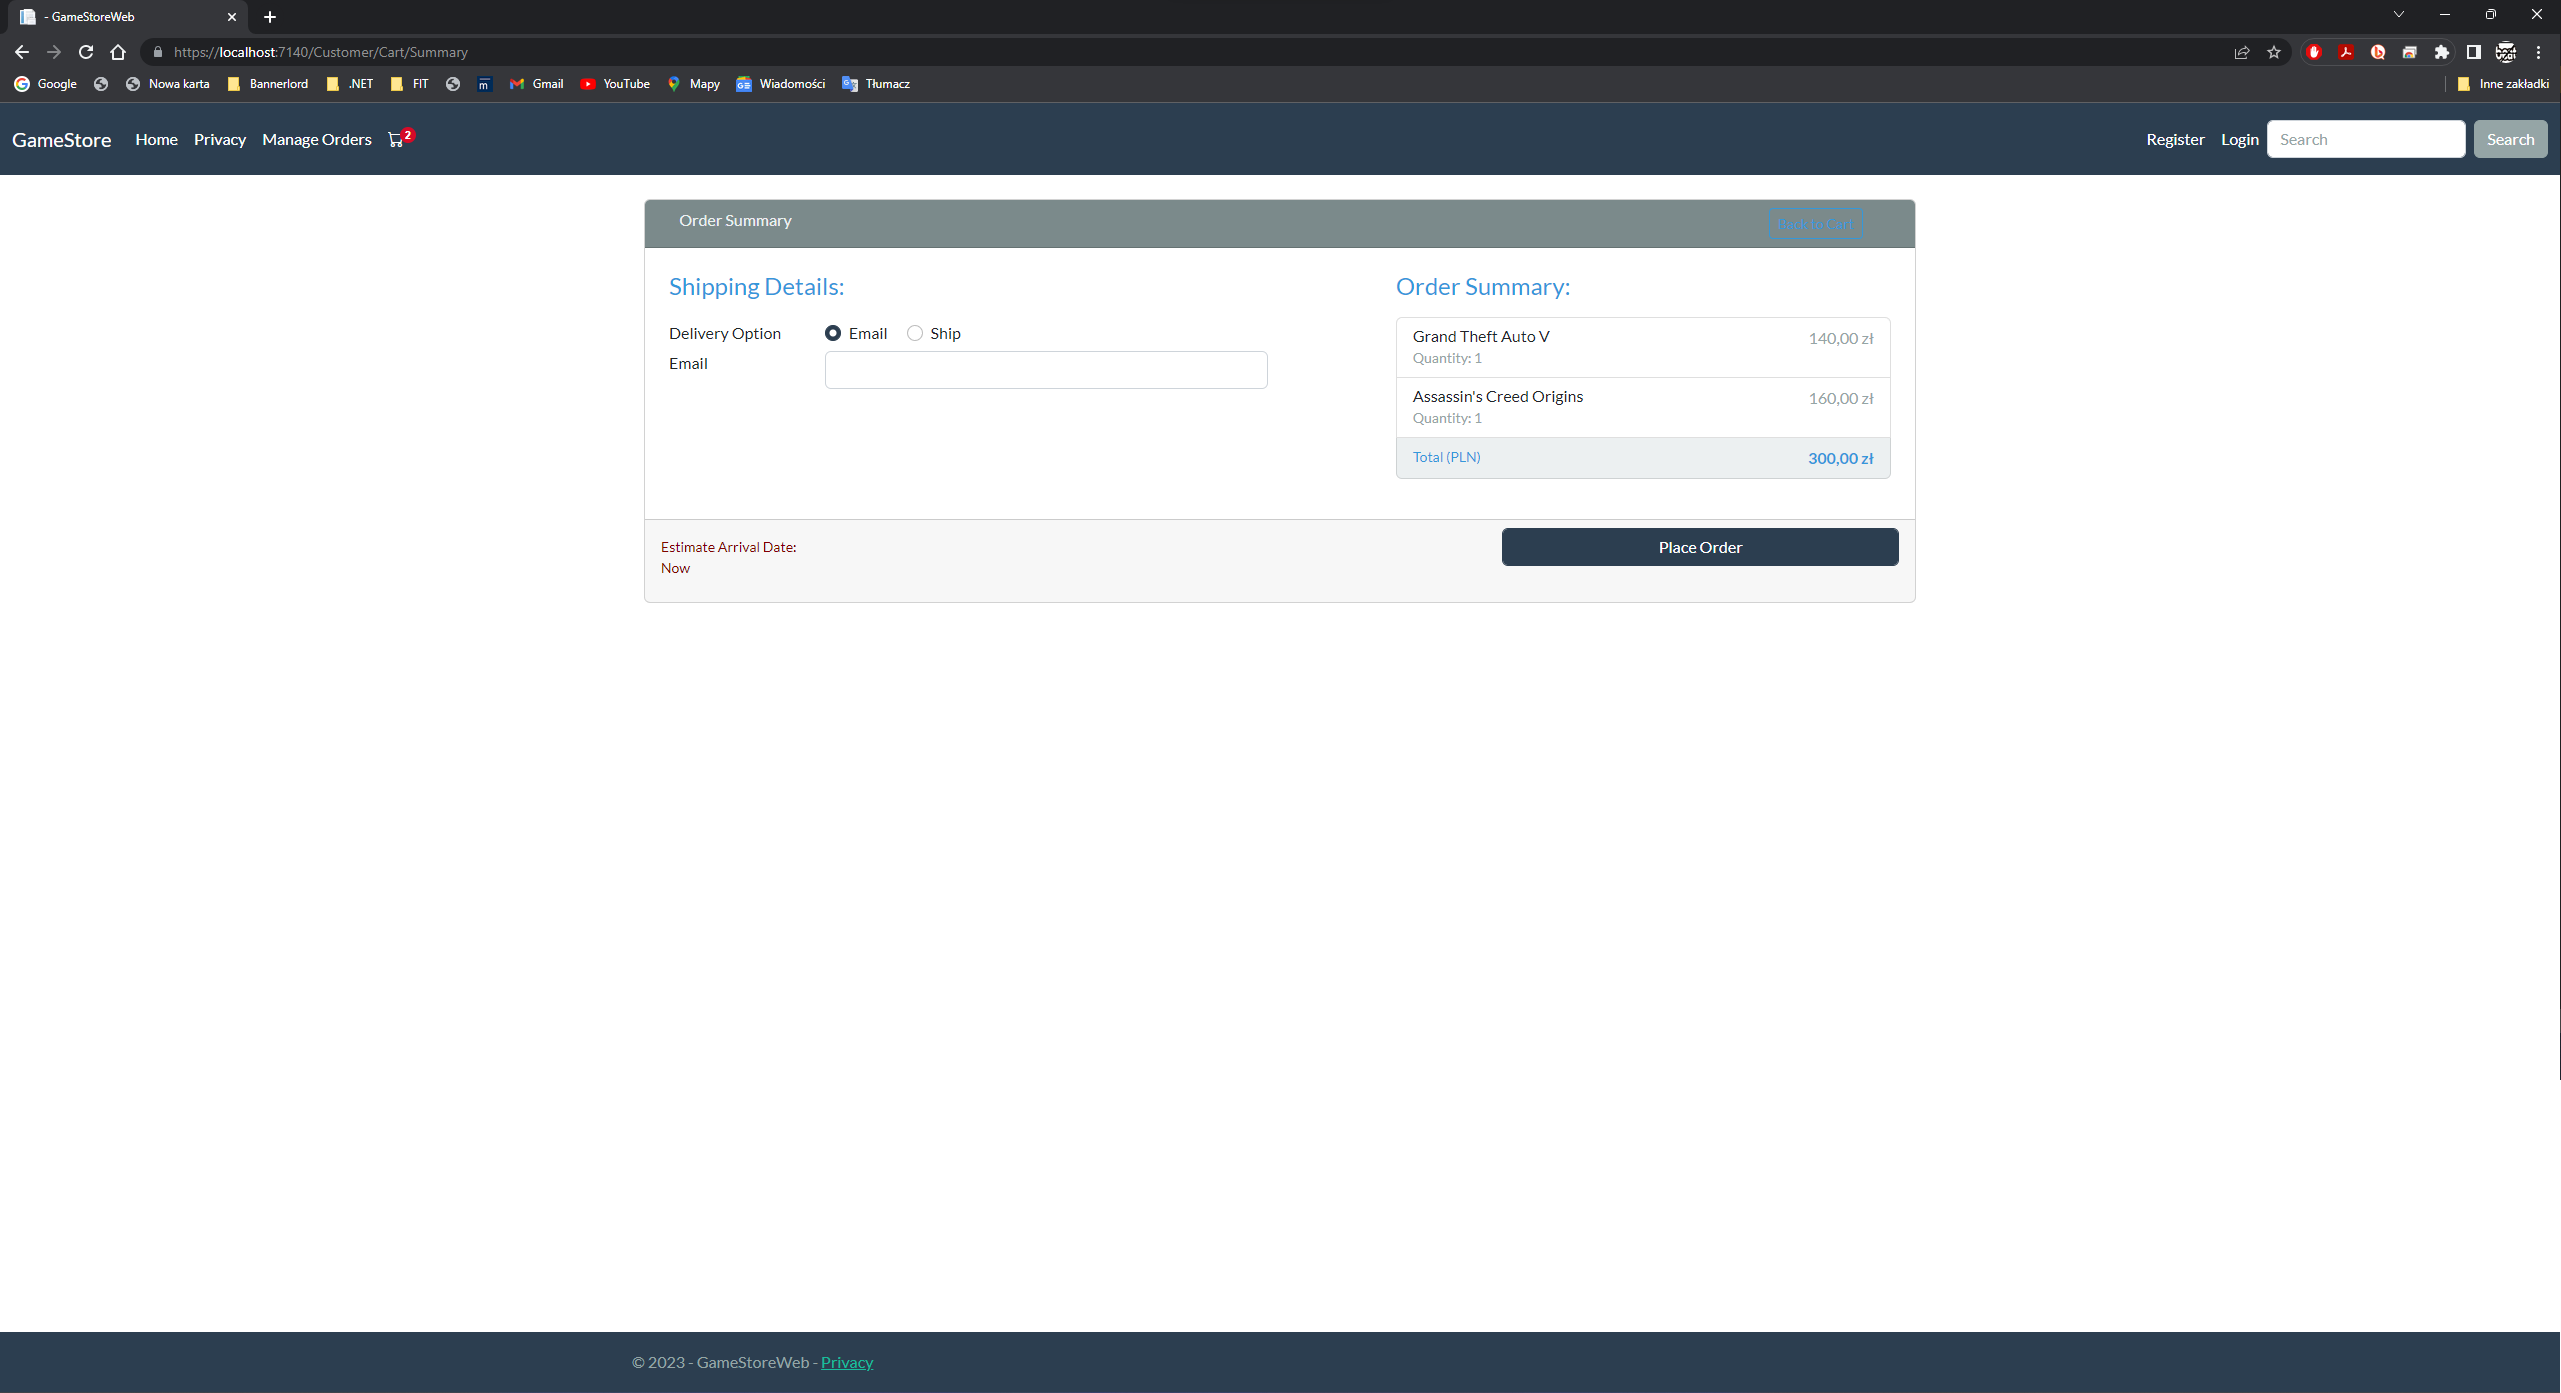 - GameStoreWeb
https://localhost:7140/Customer/Cart/Summary
Google Nowa karta Bannerlord .NET FIT m Gmail YouTube Mapy Wiadomości Tłumacz Inne zakładki
GameStore Home Privacy Manage Orders 2 Register Login Search Search
Order Summary Back to Cart
Shipping Details:
Delivery Option Email Ship
Email
Order Summary:
Grand Theft Auto V 140,00 zł
Quantity: 1
Assassin's Creed Origins 160,00 zł
Quantity: 1
Total (PLN) 300,00 zł
Estimate Arrival Date:
Now
Place Order
© 2023 - GameStoreWeb - Privacy